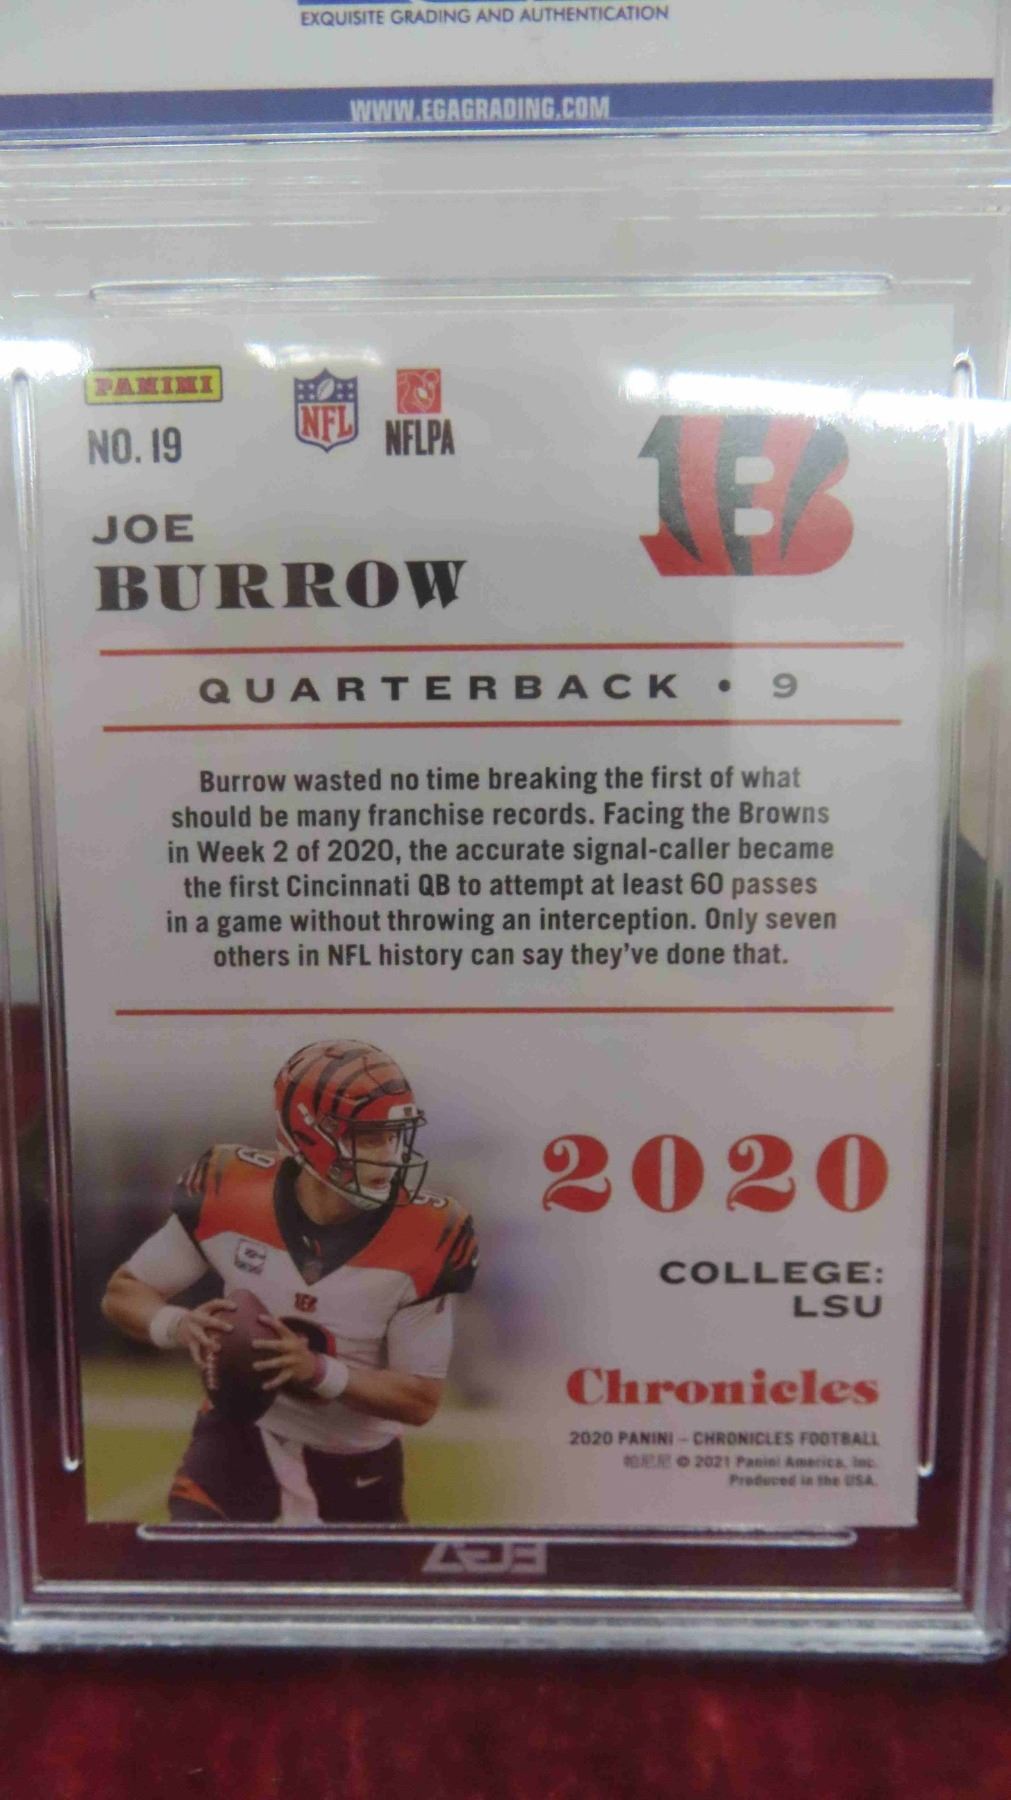 EXQUISITE GRADING AND AUTHENTICATION
WWW.EGAGRADING.COM
PANINI
NO. 19
NFL
NFLPA
JOE
BURROW
QUARTERBACK • 9
Burrow wasted no time breaking the first of what
should be many franchise records. Facing the Browns
in Week 2 of 2020, the accurate signal-caller became
the first Cincinnati QB to attempt at least 60 passes
in a game without throwing an interception. Only seven
others in NFL history can say they've done that.
2020
COLLEGE:
LSU
Chronicles
2020 PANINI – CHRONICLES FOOTBALL
帕尼尼 © 2021 Panini America, Inc.
Produced in the USA.
EGA